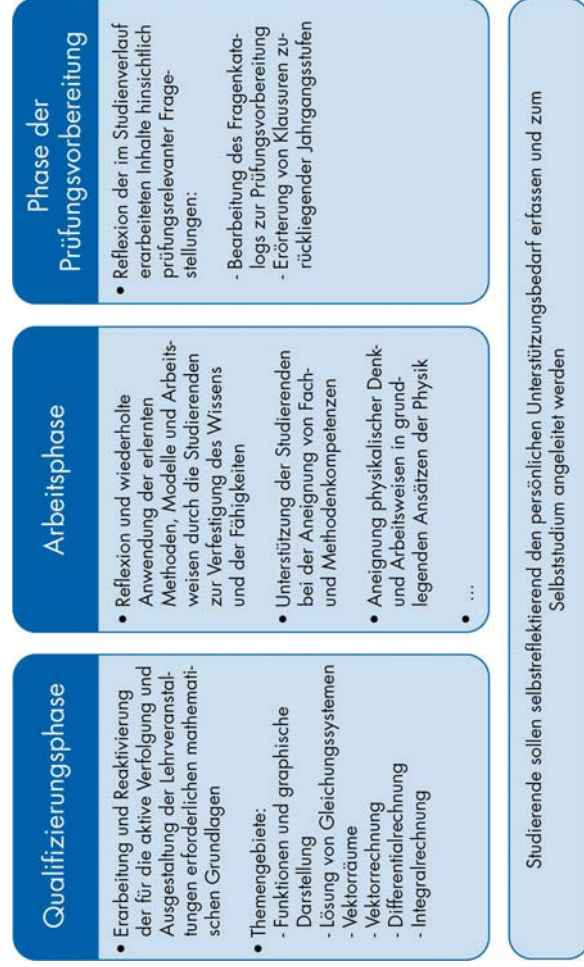 Qualifizierungsphase
• Erarbeitung und Reaktivierung
der für die aktive Verfolgung und
Ausgestaltung der Lehrveranstal-
tungen erforderlichen mathemati-
schen Grundlagen
• Themengebiete:
- Funktionen und graphische
Darstellung
- Lösung von Gleichungssystemen
- Vektorräume
- Vektorrechnung
- Differentialrechnung
- Integralrechnung
Arbeitsphase
• Reflexion und wiederholte
Anwendung der erlernten
Methoden, Modelle und Arbeits-
weisen durch die Studierenden
zur Verfestigung des Wissens
und der Fähigkeiten
• Unterstützung der Studierenden
bei der Aneignung von Fach-
und Methodenkompetenzen
• Aneignung physikalischer Denk-
und Arbeitsweisen in grund-
legenden Ansätzen der Physik
• ...
Phase der
Prüfungsvorbereitung
• Reflexion der im Studienverlauf
erarbeiteten Inhalte hinsichtlich
prüfungsrelevanter Frage-
stellungen:
- Bearbeitung des Fragenkata-
logs zur Prüfungsvorbereitung
- Erörterung von Klausuren zu-
rückliegender Jahrgangsstufen
Studierende sollen selbstreflektierend den persönlichen Unterstützungsbedarf erfassen und zum
Selbststudium angeleitet werden